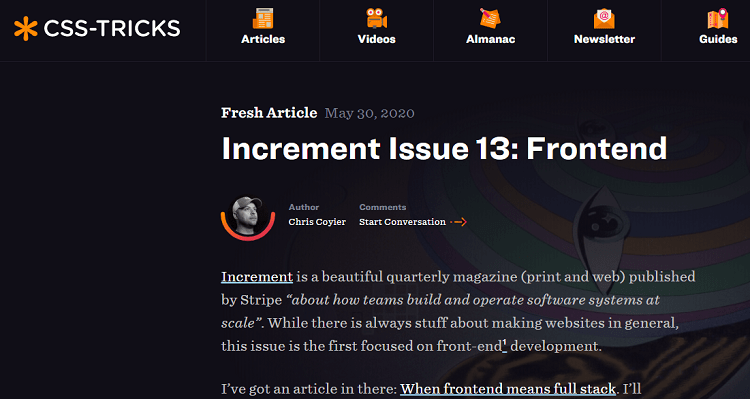 CSS-TRICKS
Articles
Videos
Almanac
Newsletter
Guides
Fresh Article May 30, 2020
Increment Issue 13: Frontend
Author
Comments
Chris Coyier
Start Conversation
Increment is a beautiful quarterly magazine (print and web) published
by Stripe “about how teams build and operate software systems at
scale”. While there is always stuff about making websites in general,
this issue is the first focused on front-end¹ development.
I’ve got an article in there: When frontend means full stack. I’ll